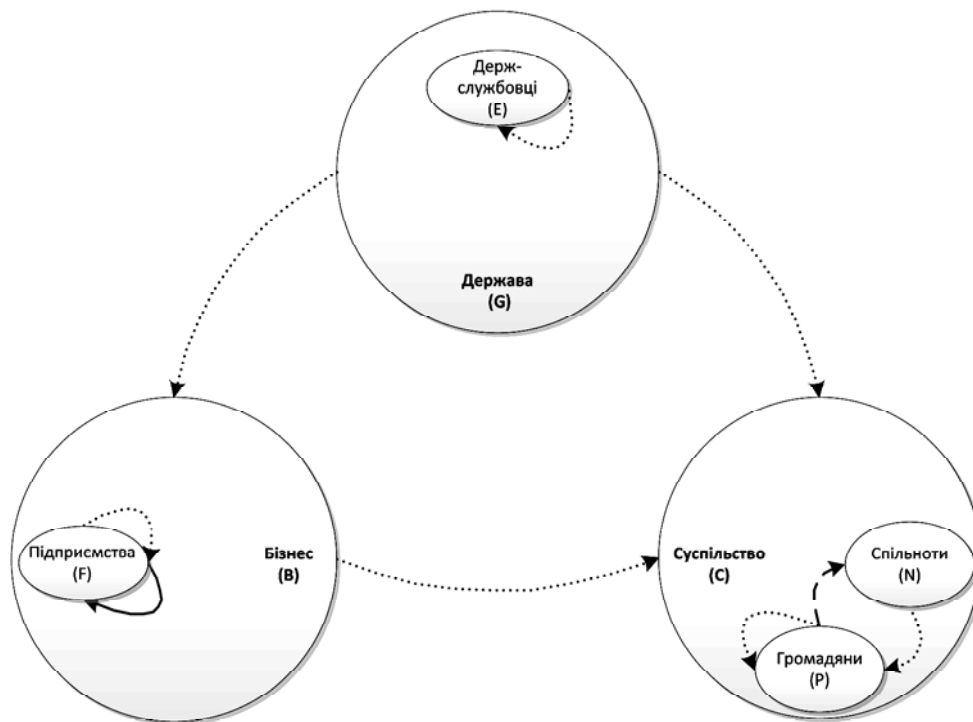 Держ-
службовці
(E)
Держава
(G)
Підприємства
(F)
Бізнес
(B)
Суспільство
(C)
Спільноти
(N)
Громадяни
(P)